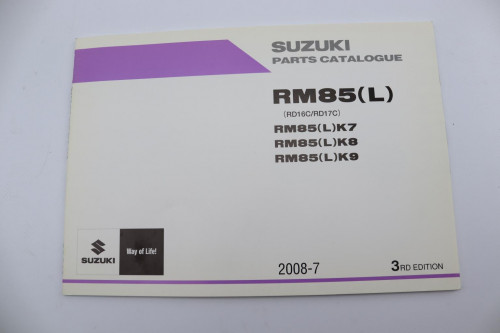 SUZUKI
PARTS CATALOGUE
RM85(L)
(RD16C/RD17C)
RM85(L)K7
RM85(L)K8
RM85(L)K9
SUZUKI
Way of Life!
2008-7
3RD EDITION